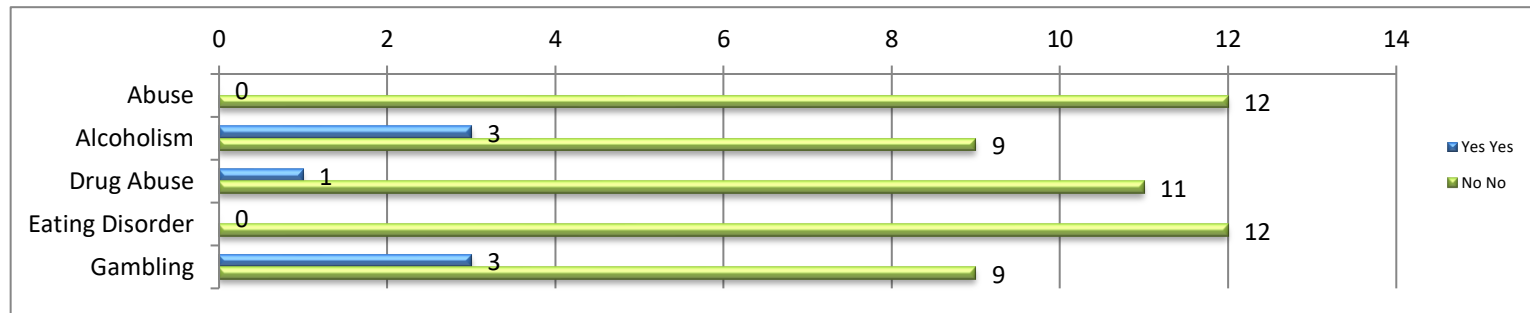 0 2 4 6 8 10 12 14
Abuse 0 12
Alcoholism 3 9
Drug Abuse 1 11
Eating Disorder 0 12
Gambling 3 9
Yes Yes
No No